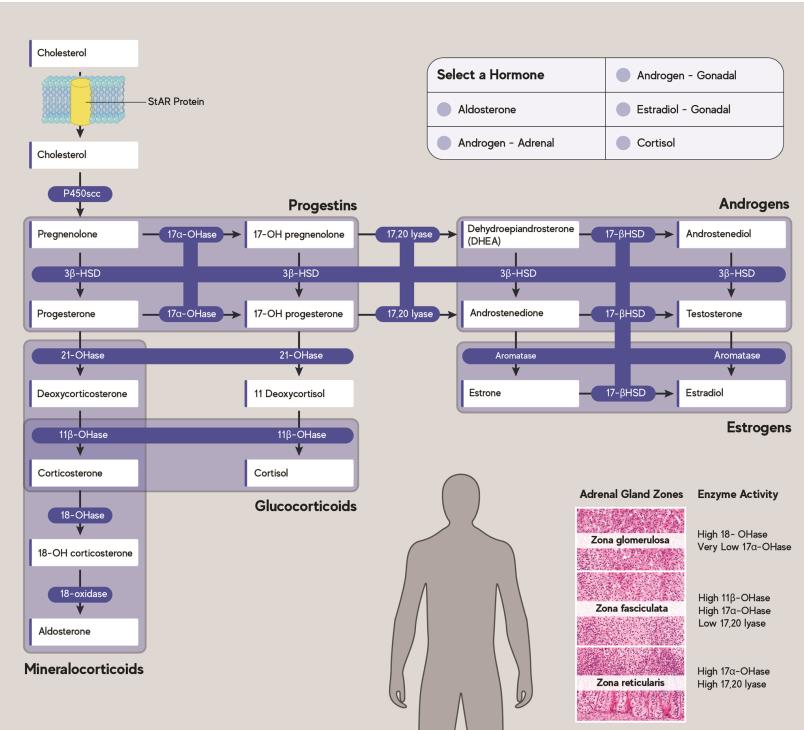 Cholesterol
StAR Protein
Cholesterol
P450scc
Select a Hormone
Androgen - Gonadal
Aldosterone
Estradiol - Gonadal
Androgen - Adrenal
Cortisol
Progestins
Androgens
Pregnenolone
17α-OHase
17-OH pregnenolone
17,20 lyase
Dehydroepiandrosterone
(DHEA)
17-βHSD
Androstenediol
3β-HSD
3β-HSD
3β-HSD
3β-HSD
Progesterone
17α-OHase
17-OH progesterone
17,20 lyase
Androstenedione
17-βHSD
Testosterone
21-OHase
21-OHase
Aromatase
Aromatase
Deoxycorticosterone
11 Deoxycortisol
Estrone
17-βHSD
Estradiol
Estrogens
11β-OHase
11β-OHase
Corticosterone
Cortisol
Glucocorticoids
18-OHase
18-OH corticosterone
18-oxidase
Aldosterone
Mineralocorticoids
Adrenal Gland Zones
Enzyme Activity
Zona glomerulosa
High 18- OHase
Very Low 17α-OHase
Zona fasciculata
High 11β-OHase
High 17α-OHase
Low 17,20 lyase
Zona reticularis
High 17α-OHase
High 17,20 lyase